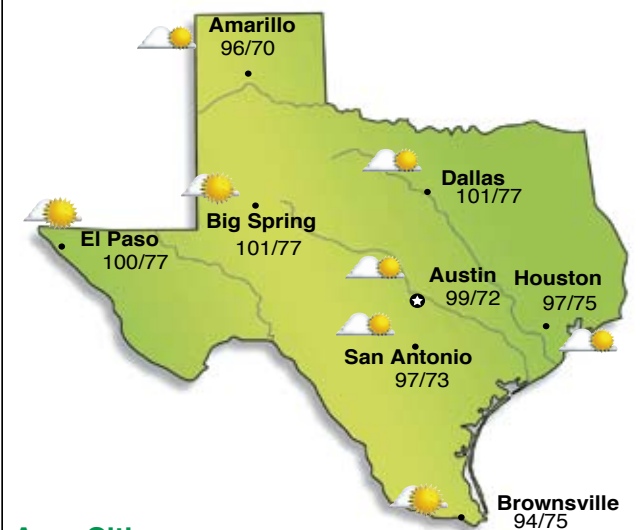 Amarillo
96/70
Dallas
101/77
Big Spring
101/77
El Paso
100/77
Austin
99/72
Houston
97/75
San Antonio
97/73
Brownsville
94/75